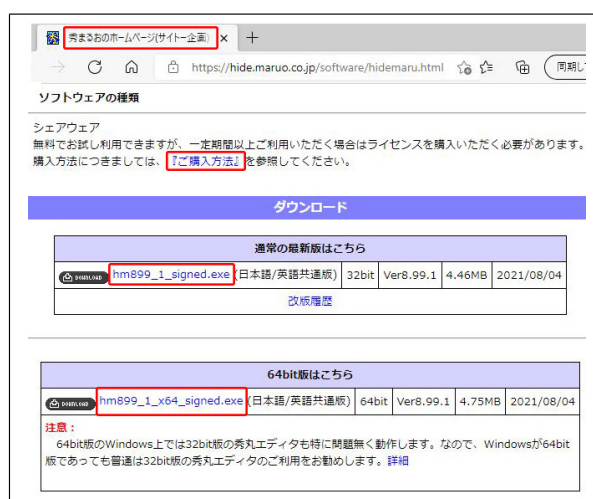 秀まるおのホームページ(サイトー企画)
https://hide.maruo.co.jp/software/hidemaru.html
ソフトウェアの種類
シェアウェア
無料でお試し利用できますが、一定期間以上ご利用いただく場合はライセンスを購入いただく必要があります。
購入方法につきましては、『ご購入方法』を参照してください。
ダウンロード
通常の最新版はこちら
DOWNLOAD hm899_1_signed.exe (日本語/英語共通版) 32bit Ver8.99.1 4.46MB 2021/08/04
改版履歴
64bit版はこちら
DOWNLOAD hm899_1_x64_signed.exe (日本語/英語共通版) 64bit Ver8.99.1 4.75MB 2021/08/04
注意：
64bit版のWindows上では32bit版の秀丸エディタも特に問題無く動作します。なので、Windowsが64bit
版であっても普通は32bit版の秀丸エディタのご利用をお勧めします。詳細